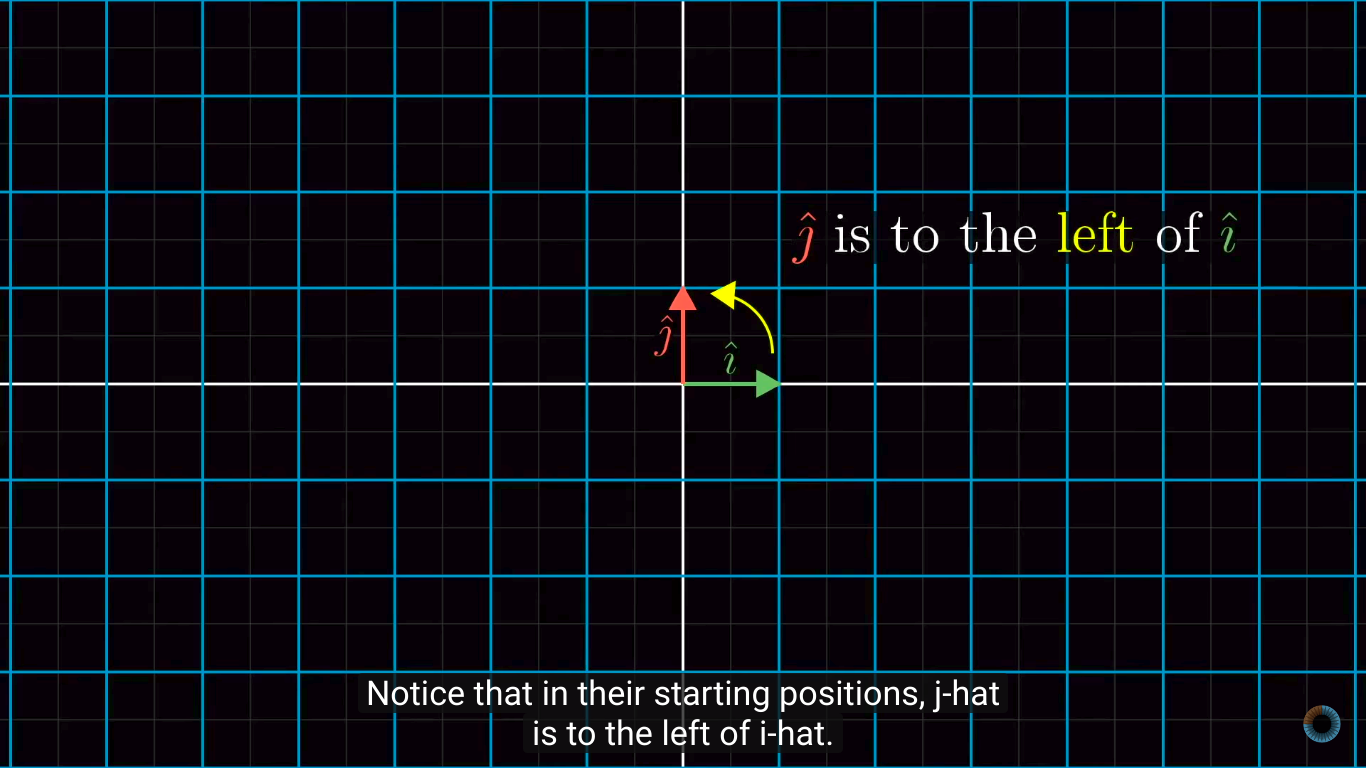 ĵ is to the left of î
ĵ
î
Notice that in their starting positions, j-hat
is to the left of i-hat.